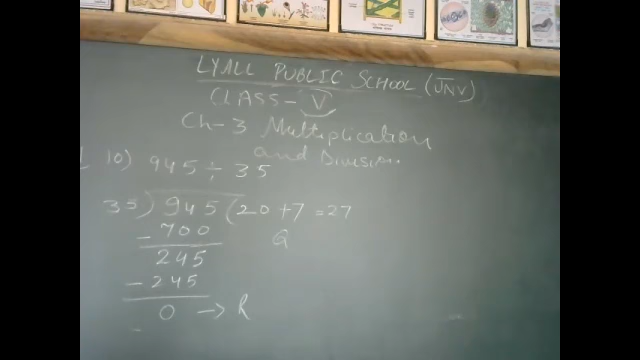 LYALL PUBLIC SCHOOL (JNV)
CLASS - V
Ch-3 Multiplication
and Division.
10) 945 ÷ 35
35) 945 (20 + 7 = 27
- 700 Q
245
- 245
0 → R